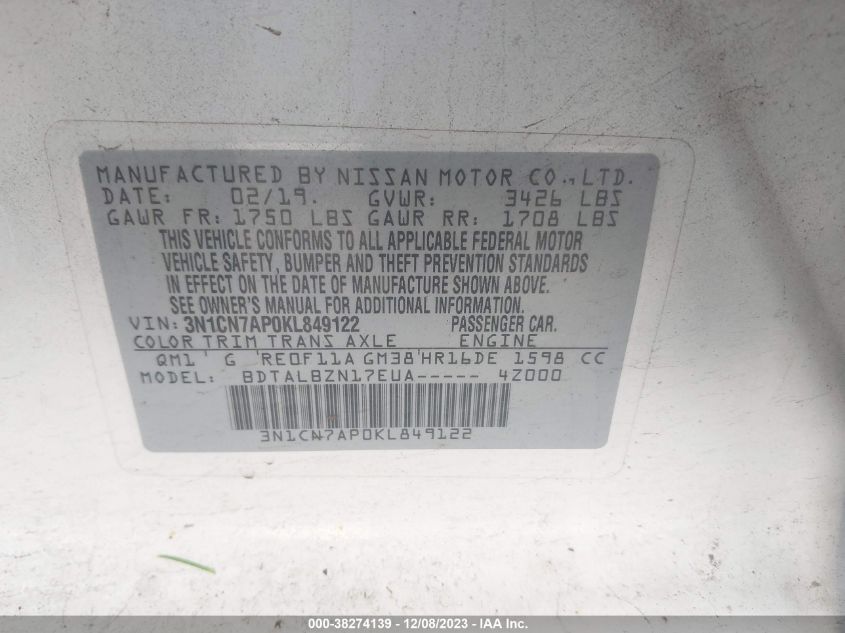 MANUFACTURED BY NISSAN MOTOR CO., LTD.
DATE: 02/19. GVWR: 3426 LBS
GAWR FR: 1750 LBS GAWR RR: 1708 LBS
THIS VEHICLE CONFORMS TO ALL APPLICABLE FEDERAL MOTOR
VEHICLE SAFETY, BUMPER AND THEFT PREVENTION STANDARDS
IN EFFECT ON THE DATE OF MANUFACTURE SHOWN ABOVE.
SEE OWNER'S MANUAL FOR ADDITIONAL INFORMATION.
VIN: 3N1CN7AP0KL849122 PASSENGER CAR.
COLOR TRIM TRANS AXLE ENGINE
QM1 ' G 'RE0F11A GM38'HR16DE 1598 CC
MODEL: BDTALBZN17EUA----- 4Z000
3N1CN7AP0KL849122
000-38274139 - 12/08/2023 - IAA Inc.